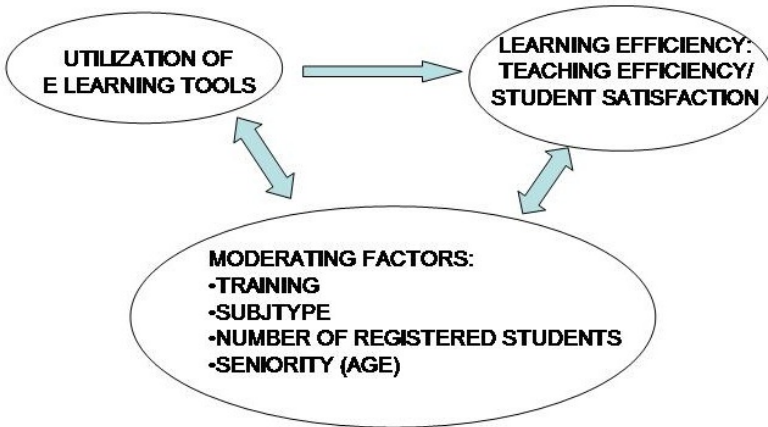 UTILIZATION OF
E LEARNING TOOLS
LEARNING EFFICIENCY:
TEACHING EFFICIENCY/
STUDENT SATISFACTION
MODERATING FACTORS:
•TRAINING
•SUBJTYPE
•NUMBER OF REGISTERED STUDENTS
•SENIORITY (AGE)